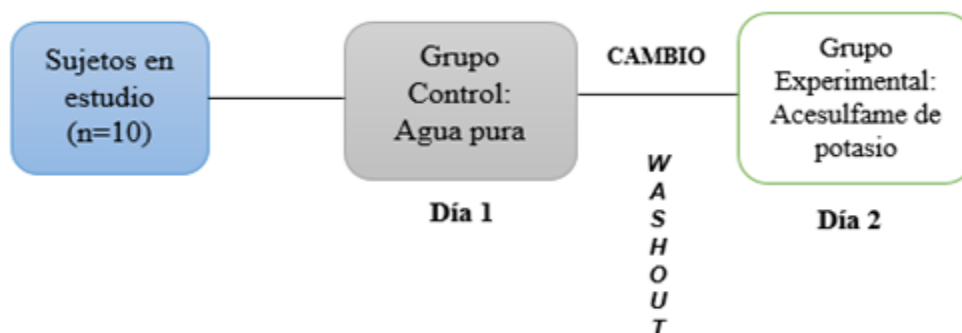 Sujetos en
estudio
(n=10)
Grupo
Control:
Agua pura
Día 1
CAMBIO
W
A
S
H
O
U
T
Grupo
Experimental:
Acesulfame de
potasio
Día 2